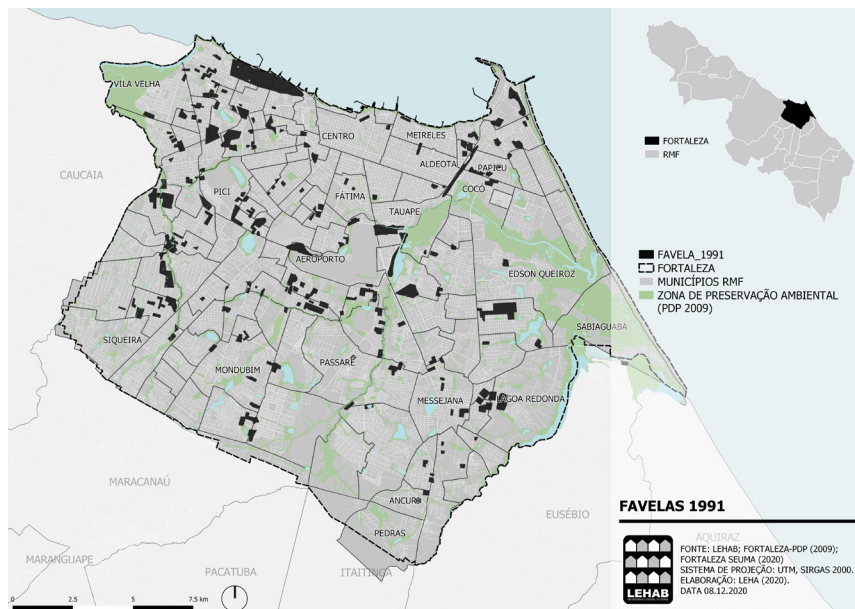 VILA VELHA
CENTRO
MEIRELES
ALDEOTA
PAPICU
COCÓ
CAUCAIA
PICI
FÁTIMA
TAUAPE
AEROPORTO
EDSON QUEIROZ
SABIAGUABA
SIQUEIRA
MONDUBIM
PASSARÉ
MESSEJANA
LAGOA REDONDA
MARACANAÚ
ANCURI
EUSÉBIO
PEDRAS
MARANGUAPE
PACATUBA
ITAITINGA
AQUIRAZ
0 2.5 5 7.5 km
FORTALEZA
RMF
FAVELA_1991
FORTALEZA
MUNICÍPIOS RMF
ZONA DE PRESERVAÇÃO AMBIENTAL
(PDP 2009)
FAVELAS 1991
LEHAB
FONTE: LEHAB; FORTALEZA-PDP (2009);
FORTALEZA SEUMA (2020)
SISTEMA DE PROJEÇÃO: UTM, SIRGAS 2000.
ELABORAÇÃO: LEHA (2020).
DATA 08.12.2020